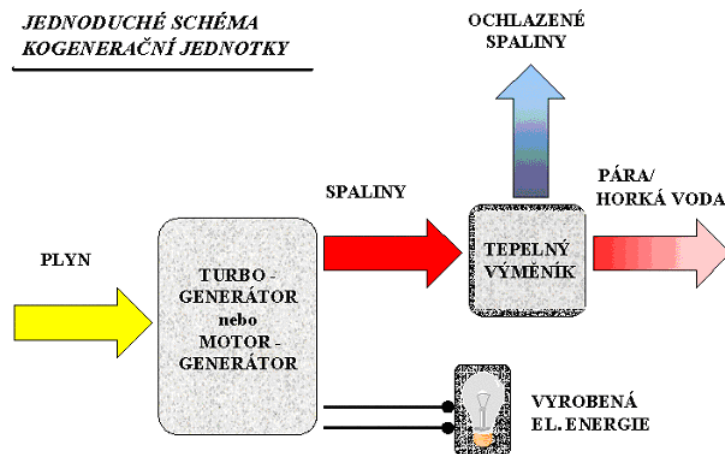 JEDNODUCHÉ SCHÉMA
KOGENERAČNÍ JEDNOTKY
OCHLAZENÉ
SPALINY
SPALINY
PÁRA/
HORKÁ VODA
PLYN
TURBO -
GENERÁTOR
nebo
MOTOR -
GENERÁTOR
TEPELNÝ
VÝMĚNÍK
VYROBENÁ
EL. ENERGIE